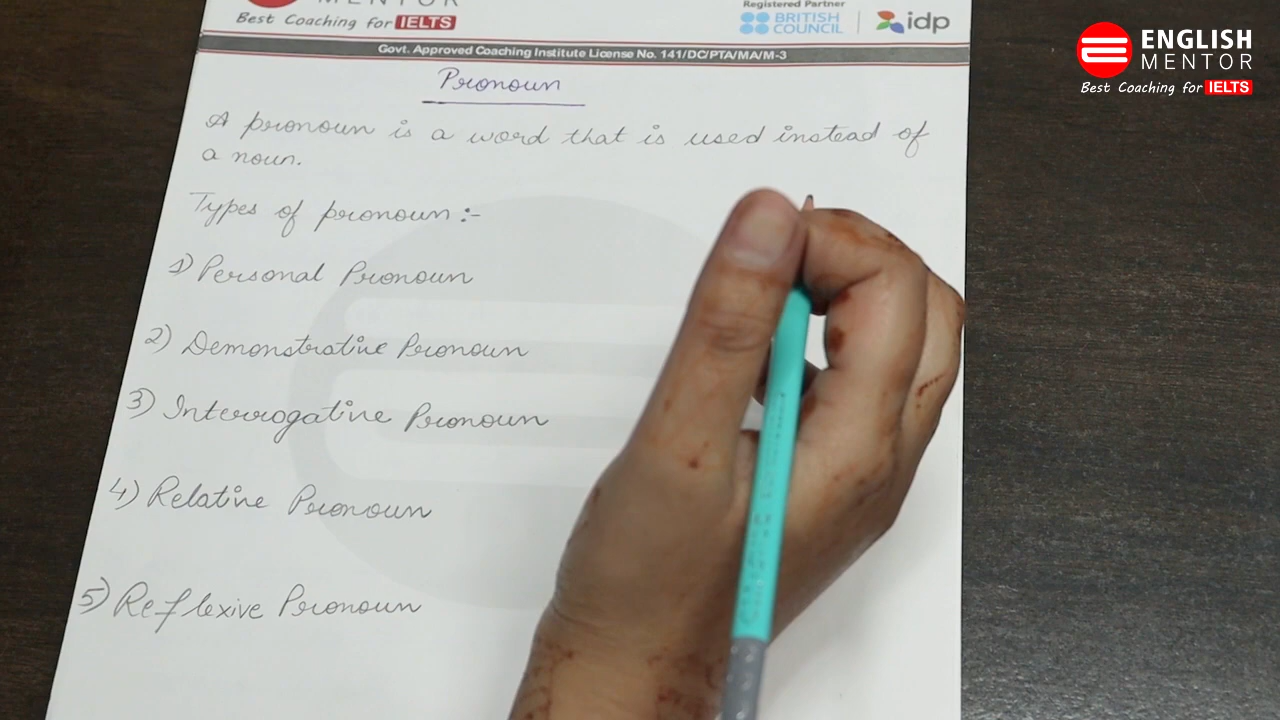 MENTOR
Best Coaching for IELTS
Registered Partner
BRITISH COUNCIL
idp
Govt. Approved Coaching Institute License No. 141/DC/PTA/MA/M-3
Pronoun
A pronoun is a word that is used instead of
a noun.
Types of pronoun :-
1) Personal Pronoun
2) Demonstrative Pronoun
3) Interrogative Pronoun
4) Relative Pronoun
5) Reflexive Pronoun
ENGLISH
MENTOR
Best Coaching for IELTS